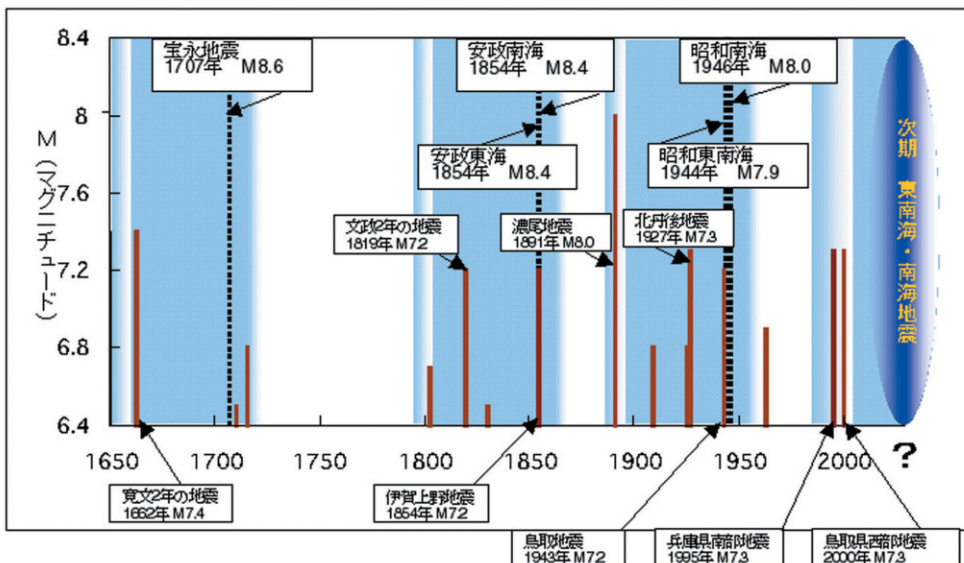 8.4
8
7.6
7.2
6.8
6.4
M(マグニチュード)
宝永地震
1707年 M8.6
安政南海
1854年 M8.4
昭和南海
1946年 M8.0
安政東海
1854年 M8.4
昭和東南海
1944年 M7.9
文政2年の地震
1819年 M7.2
濃尾地震
1891年 M8.0
北丹後地震
1927年 M7.3
次期 東南海・南海地震
1650
1700
1750
1800
1850
1900
1950
2000
?
寛文2年の地震
1662年 M7.4
伊賀上野地震
1854年 M7.2
鳥取地震
1943年 M7.2
兵庫県南部地震
1995年 M7.3
鳥取県西部地震
2000年 M7.3